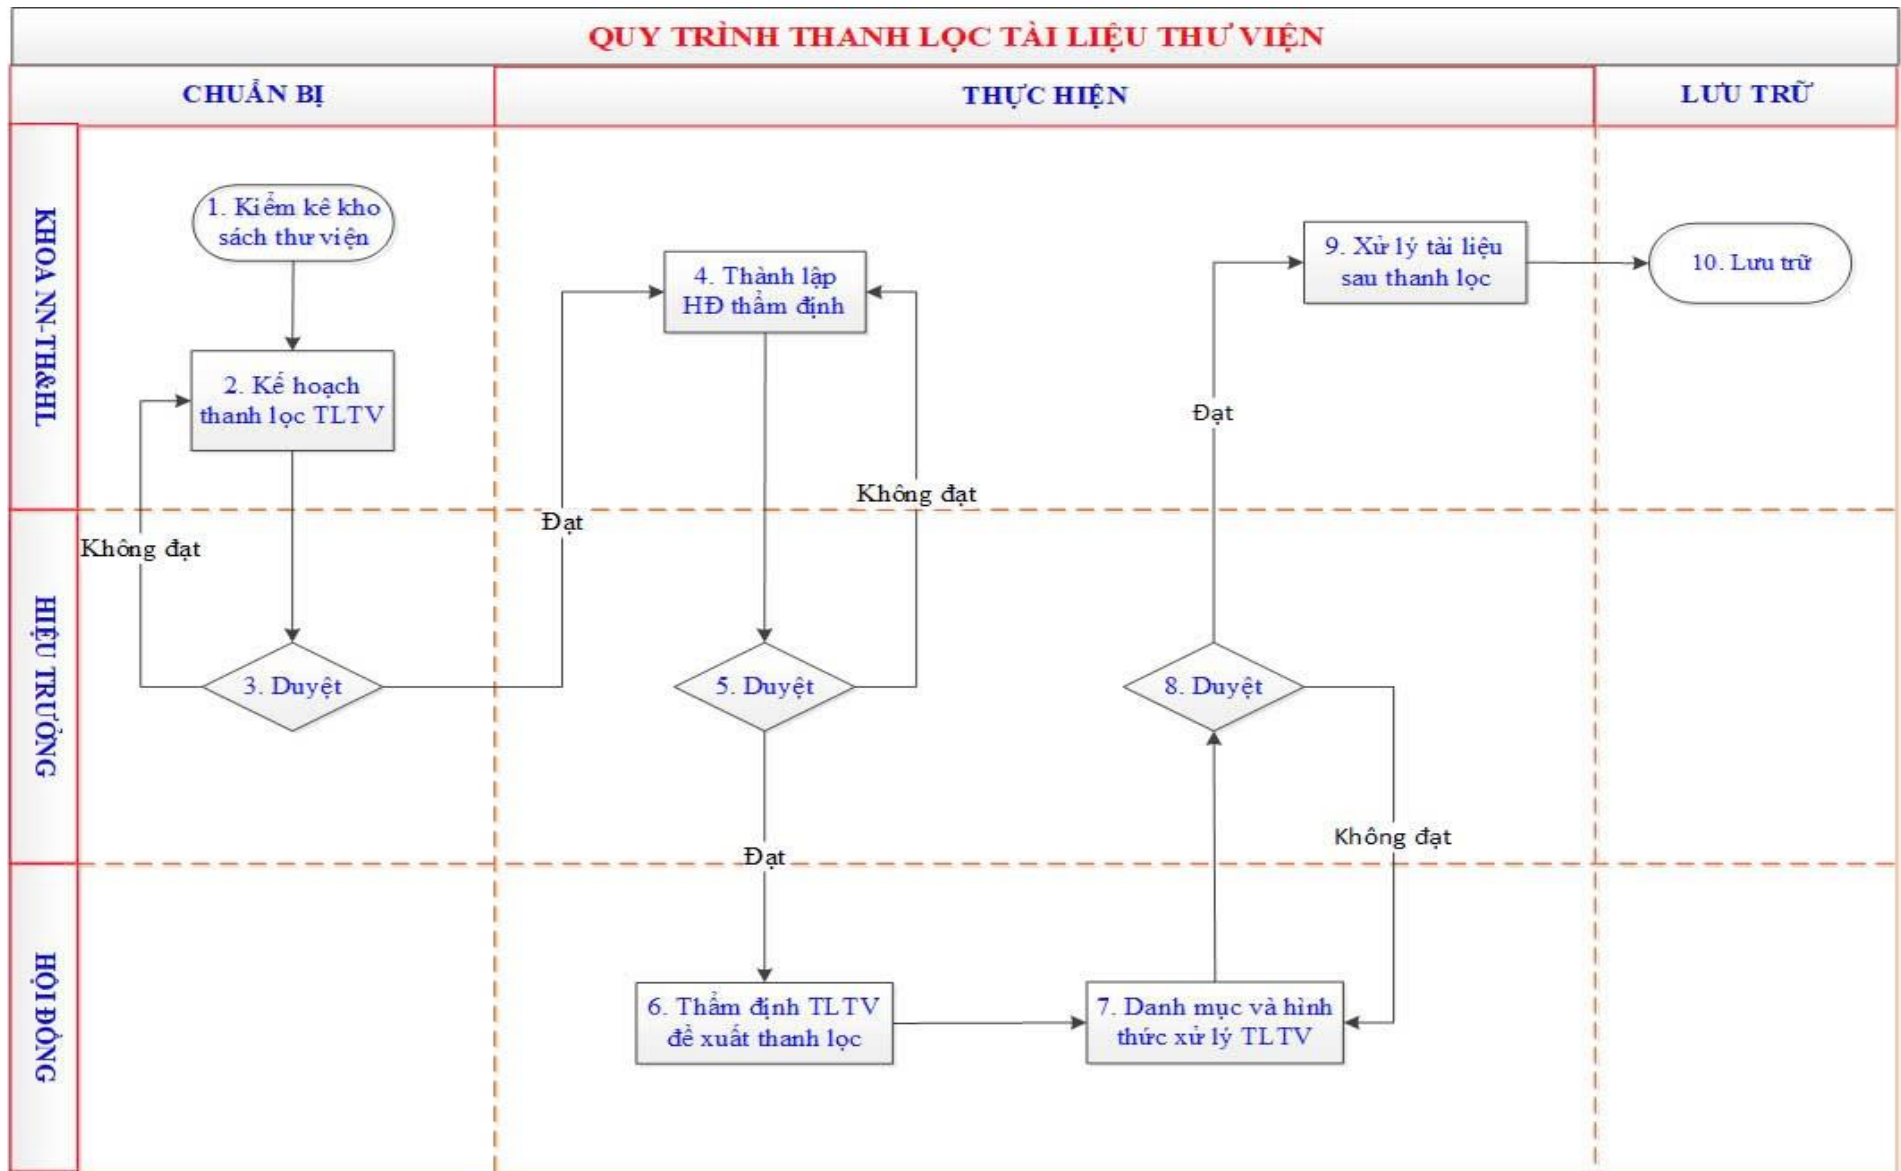 QUY TRÌNH THANH LỌC TÀI LIỆU THƯ VIỆN
CHUẨN BỊ
THỰC HIỆN
LƯU TRỮ
KHOA NN-TH&HL
1. Kiểm kê kho
sách thư viện
2. Kế hoạch
thanh lọc TLTV
4. Thành lập
HĐ thẩm định
9. Xử lý tài liệu
sau thanh lọc
10. Lưu trữ
Đạt
Không đạt
Đạt
Không đạt
HIỆU TRƯỞNG
3. Duyệt
5. Duyệt
8. Duyệt
Không đạt
Đạt
HỘI ĐỒNG
6. Thẩm định TLTV
đề xuất thanh lọc
7. Danh mục và hình
thức xử lý TLTV